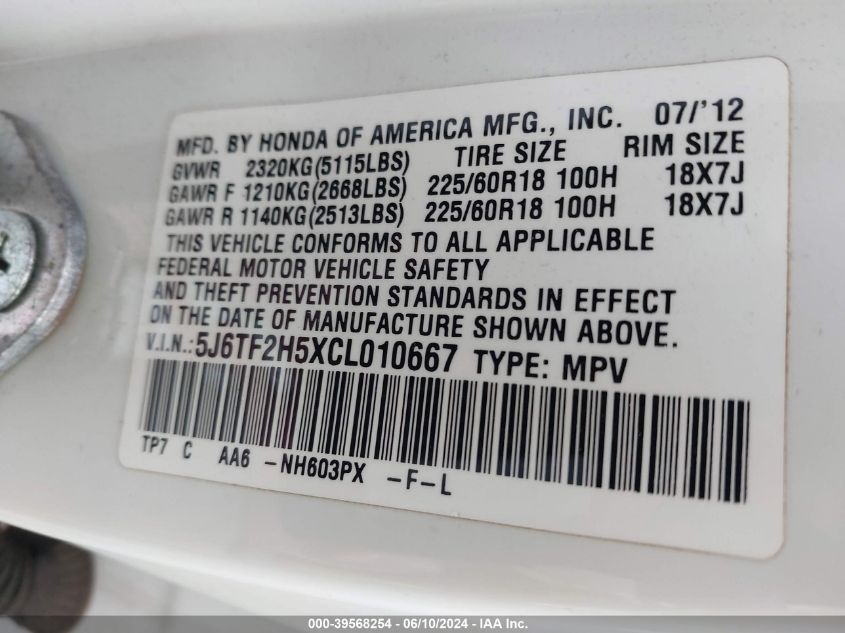 MFD. BY HONDA OF AMERICA MFG., INC. 07/'12
GVWR 2320KG(5115LBS) TIRE SIZE RIM SIZE
GAWR F 1210KG(2668LBS) 225/60R18 100H 18X7J
GAWR R 1140KG(2513LBS) 225/60R18 100H 18X7J
THIS VEHICLE CONFORMS TO ALL APPLICABLE
FEDERAL MOTOR VEHICLE SAFETY
AND THEFT PREVENTION STANDARDS IN EFFECT
ON THE DATE OF MANUFACTURE SHOWN ABOVE.
V.I.N.: 5J6TF2H5XCL010667 TYPE: MPV
TP7 C AA6 -NH603PX -F-L
000-39568254 / 06/10/2024 - IAA Inc.